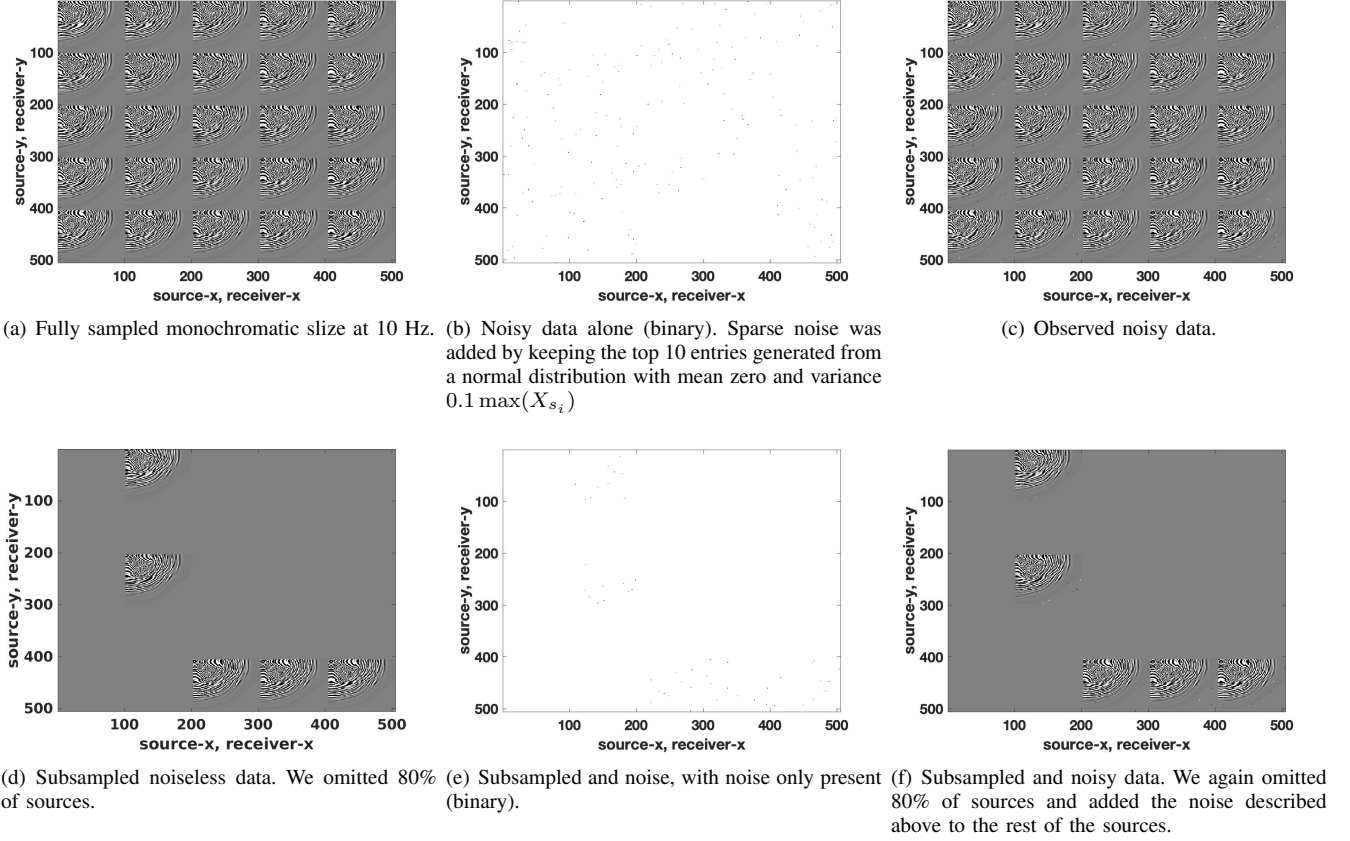 source-y, receiver-y
100
200
300
400
500
100 200 300 400 500
source-x, receiver-x
(a) Fully sampled monochromatic slize at 10 Hz.
source-y, receiver-y
100
200
300
400
500
100 200 300 400 500
source-x, receiver-x
(b) Noisy data alone (binary). Sparse noise was
added by keeping the top 10 entries generated from
a normal distribution with mean zero and variance
0.1 max(X_{s_i})
source-y, receiver-y
100
200
300
400
500
100 200 300 400 500
source-x, receiver-x
(c) Observed noisy data.
source-y, receiver-y
100
200
300
400
500
100 200 300 400 500
source-x, receiver-x
(d) Subsampled noiseless data. We omitted 80%
of sources.
source-y, receiver-y
100
200
300
400
500
100 200 300 400 500
source-x, receiver-x
(e) Subsampled and noise, with noise only present
(binary).
source-y, receiver-y
100
200
300
400
500
100 200 300 400 500
source-x, receiver-x
(f) Subsampled and noisy data. We again omitted
80% of sources and added the noise described
above to the rest of the sources.